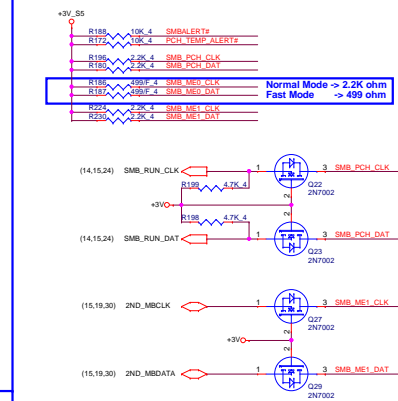 +3V_S5
R188 10K_4 SMBALERT#
R172 10K_4 PCH_TEMP_ALERT#
R196 2.2K_4 SMB_PCH_CLK
R180 2.2K_4 SMB_PCH_DAT
R186 499/F_4 SMB_ME0_CLK Normal Mode -> 2.2K ohm
R187 499/F_4 SMB_ME0_DAT Fast Mode -> 499 ohm
R224 2.2K_4 SMB_ME1_CLK
R230 2.2K_4 SMB_ME1_DAT
(14,15,24) SMB_RUN_CLK 1 3 SMB_PCH_CLK
R199 4.7K_4 Q22
2N7002
2
+3V
R198 4.7K_4
2
(14,15,24) SMB_RUN_DAT 1 3 SMB_PCH_DAT
Q23
2N7002
(15,19,30) 2ND_MBCLK 1 3 SMB_ME1_CLK
Q27
2N7002
2
+3V
2
(15,19,30) 2ND_MBDATA 1 3 SMB_ME1_DAT
Q29
2N7002